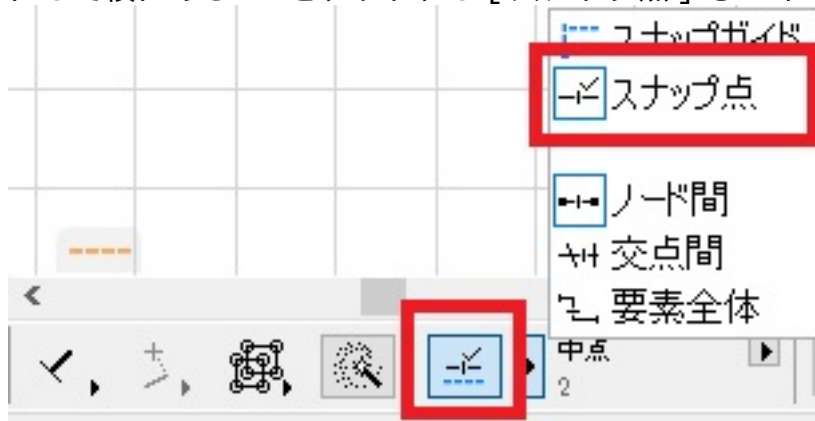 スナップガイド
スナップ点
ノード間
交点間
要素全体
中点
2